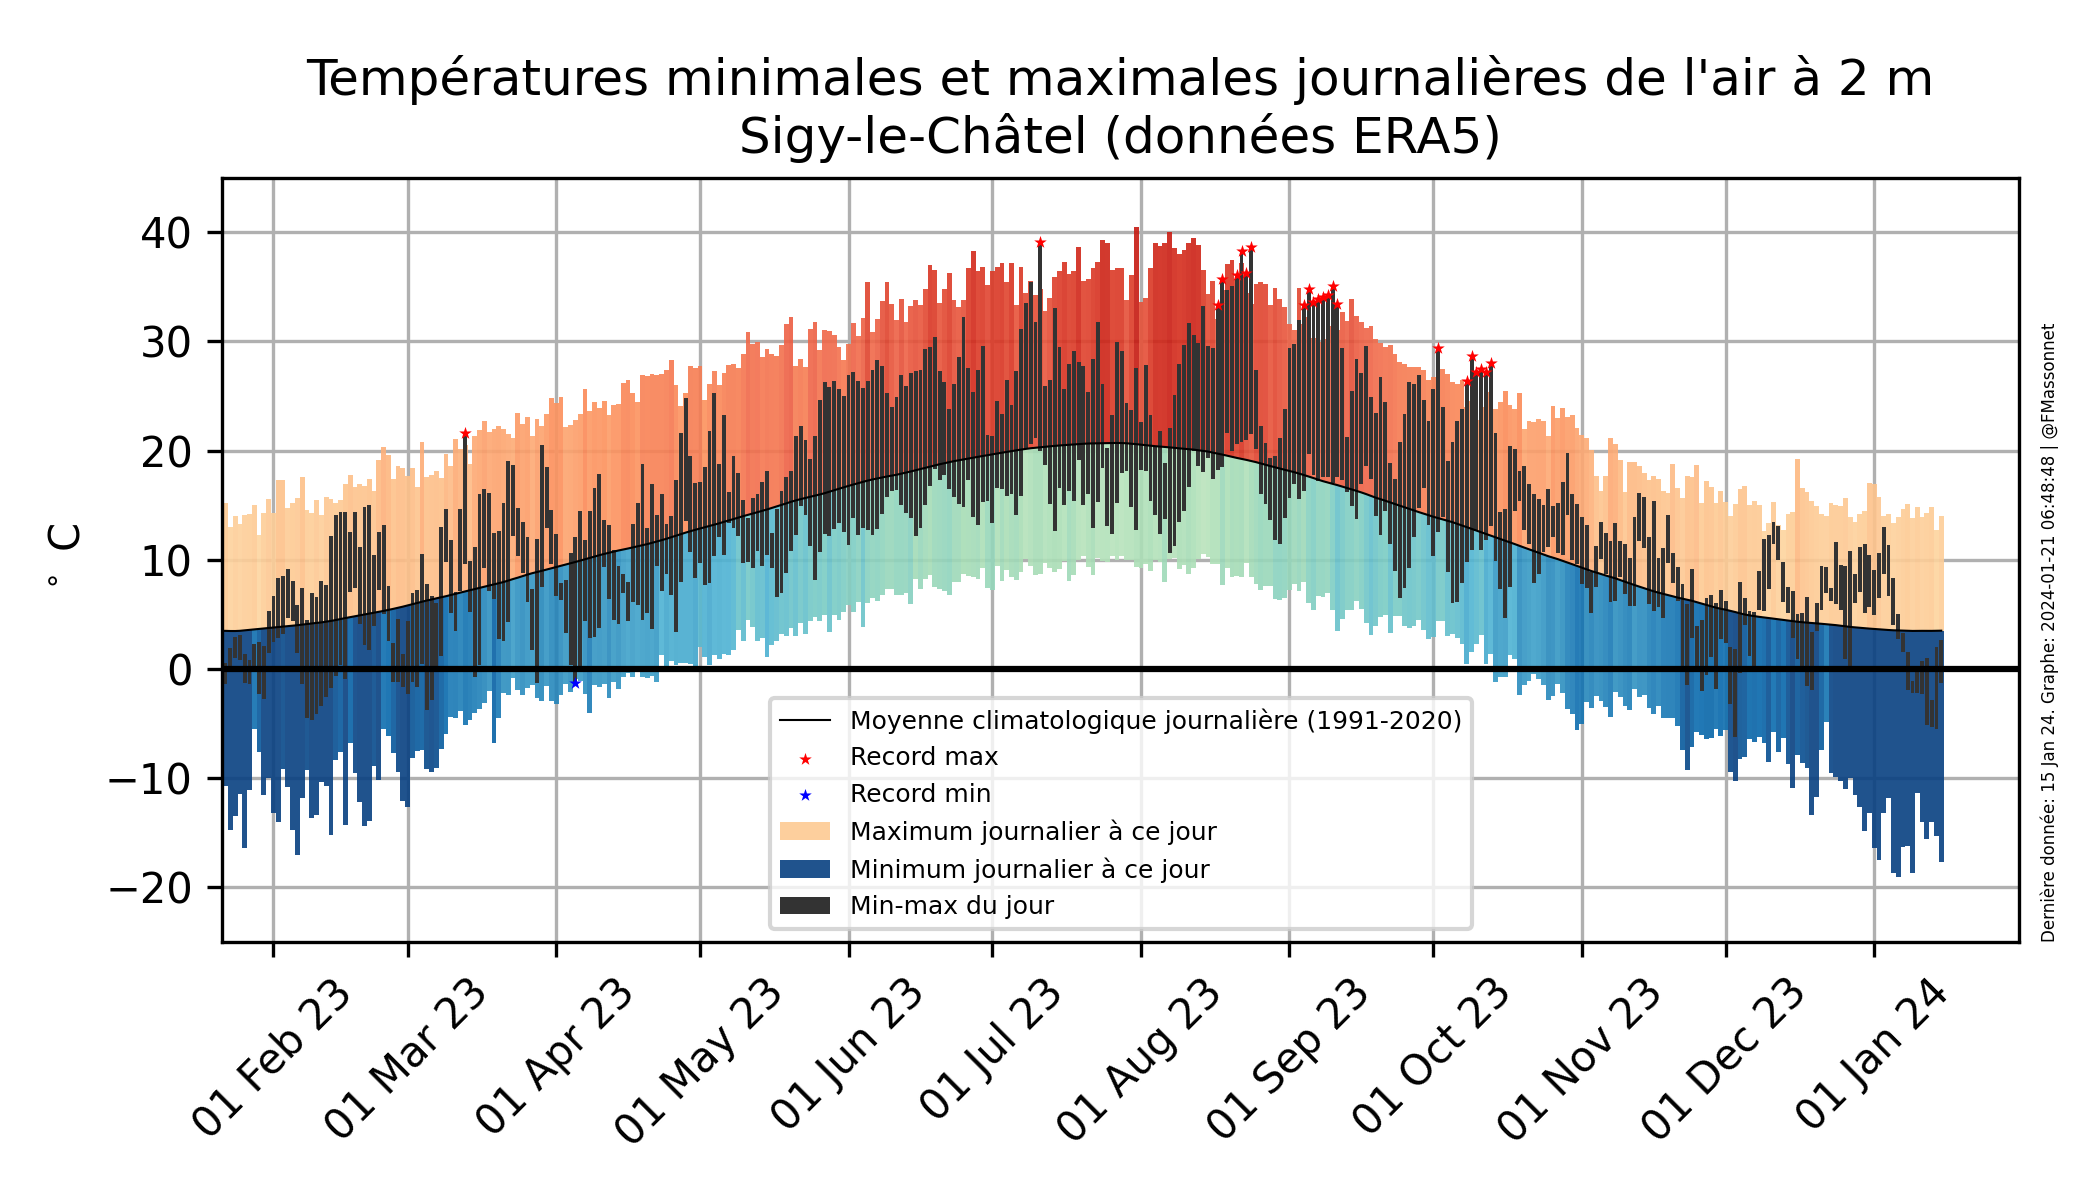 Températures minimales et maximales journalières de l'air à 2 m
Sigy-le-Châtel (données ERA5)
° C
40
30
20
10
0
−10
−20
Moyenne climatologique journalière (1991-2020)
Record max
Record min
Maximum journalier à ce jour
Minimum journalier à ce jour
Min-max du jour
01 Feb 23
01 Mar 23
01 Apr 23
01 May 23
01 Jun 23
01 Jul 23
01 Aug 23
01 Sep 23
01 Oct 23
01 Nov 23
01 Dec 23
01 Jan 24
Dernière donnée: 15 Jan 24. Graphe: 2024-01-21 06:48:48 | @FMassonnet